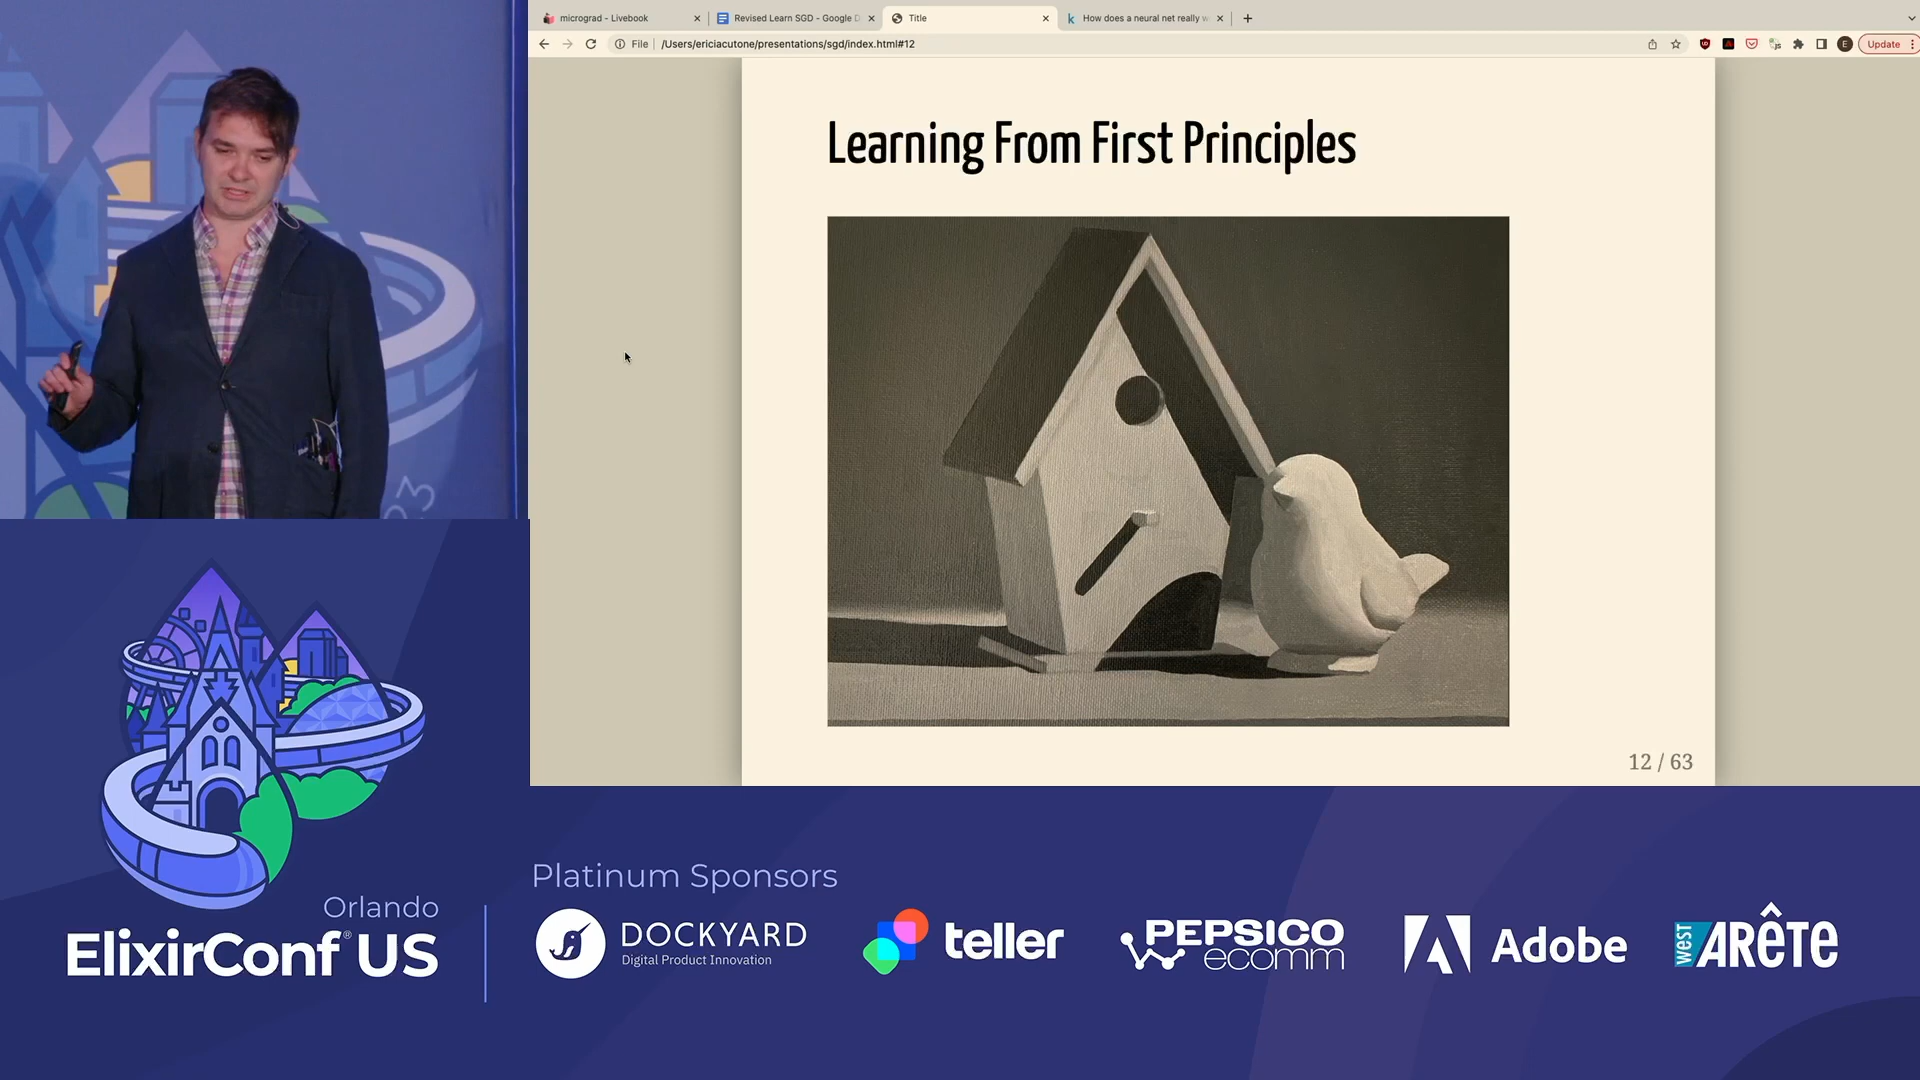 micrograd - Livebook
Revised Learn SGD - Google D
Title
How does a neural net really w
File
/Users/ericiacutone/presentations/sgd/index.html#12
E
Update
Learning From First Principles
12 / 63
23
Orlando
ElixirConf® US
Platinum Sponsors
DOCKYARD
Digital Product Innovation
teller
PEPSICO
ecomm
Adobe
west
ARêTE